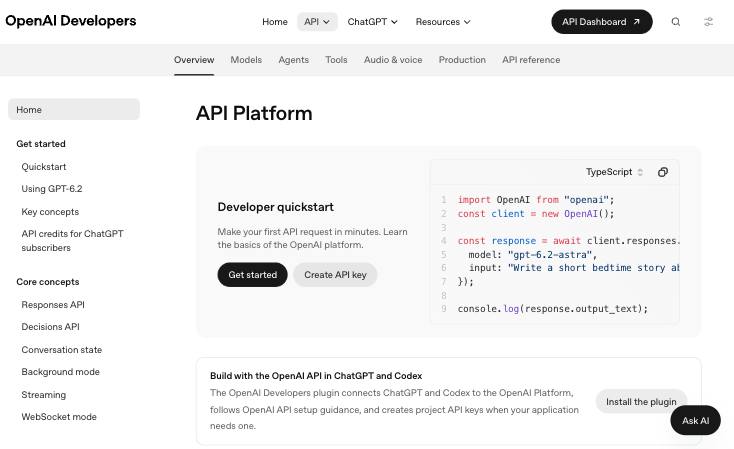 OpenAI Developers
Home API ChatGPT Resources API Dashboard
Overview Models Agents Tools Audio & voice Production API reference
Home
Get started
Quickstart
Using GPT-6.2
Key concepts
API credits for ChatGPT
subscribers
Core concepts
Responses API
Decisions API
Conversation state
Background mode
Streaming
WebSocket mode
API Platform
Developer quickstart
Make your first API request in minutes. Learn
the basics of the OpenAI platform.
Get started Create API key
TypeScript
1 import OpenAI from "openai";
2 const client = new OpenAI();
3
4 const response = await client.responses.
5 model: "gpt-6.2-astra",
6 input: "Write a short bedtime story ab
7 });
8
9 console.log(response.output_text);
Build with the OpenAI API in ChatGPT and Codex
The OpenAI Developers plugin connects ChatGPT and Codex to the OpenAI Platform,
follows OpenAI API setup guidance, and creates project API keys when your application
needs one.
Install the plugin
Ask AI